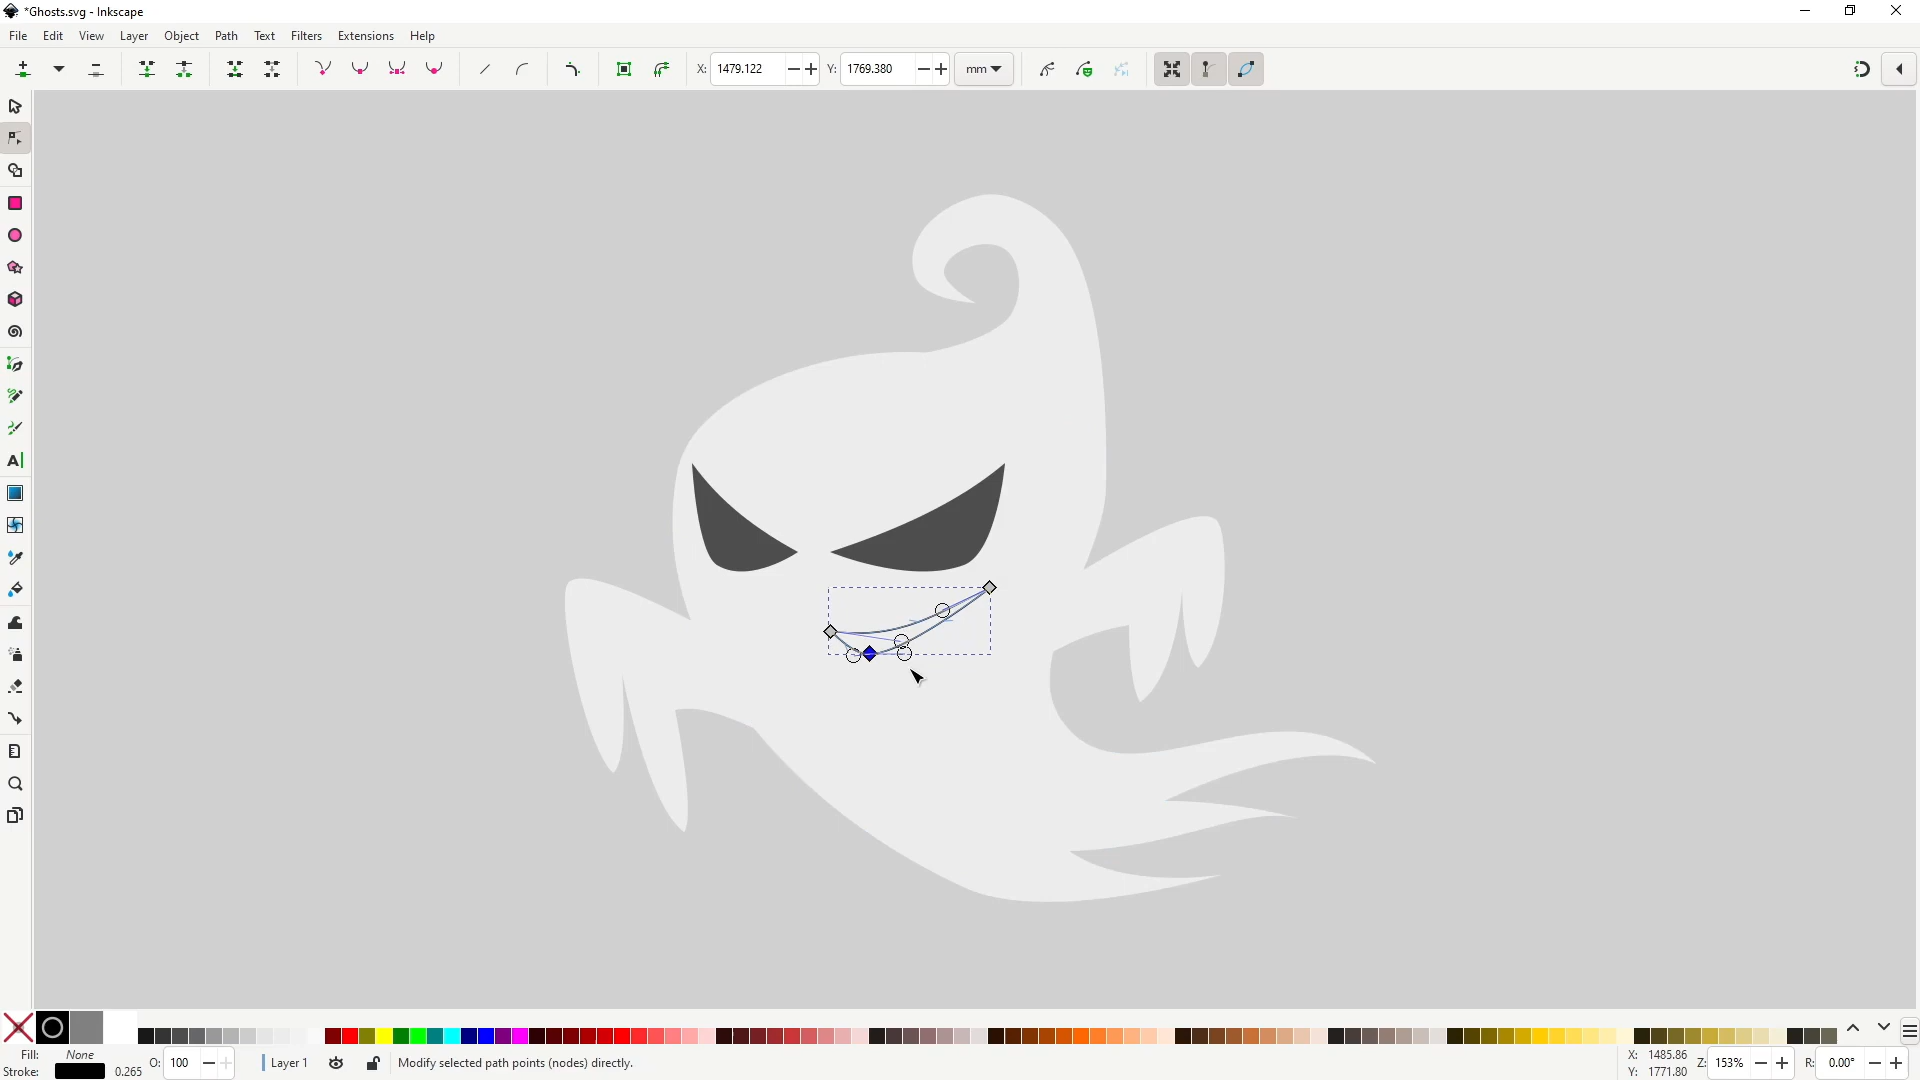 *Ghosts.svg - Inkscape
File Edit View Layer Object Path Text Filters Extensions Help
X: 1479.122 Y: 1769.380 mm
A
Fill: None
Stroke: 0.265
O: 100
Layer 1
Modify selected path points (nodes) directly.
X: 1485.86
Y: 1771.80
Z: 153%
R: 0.00°